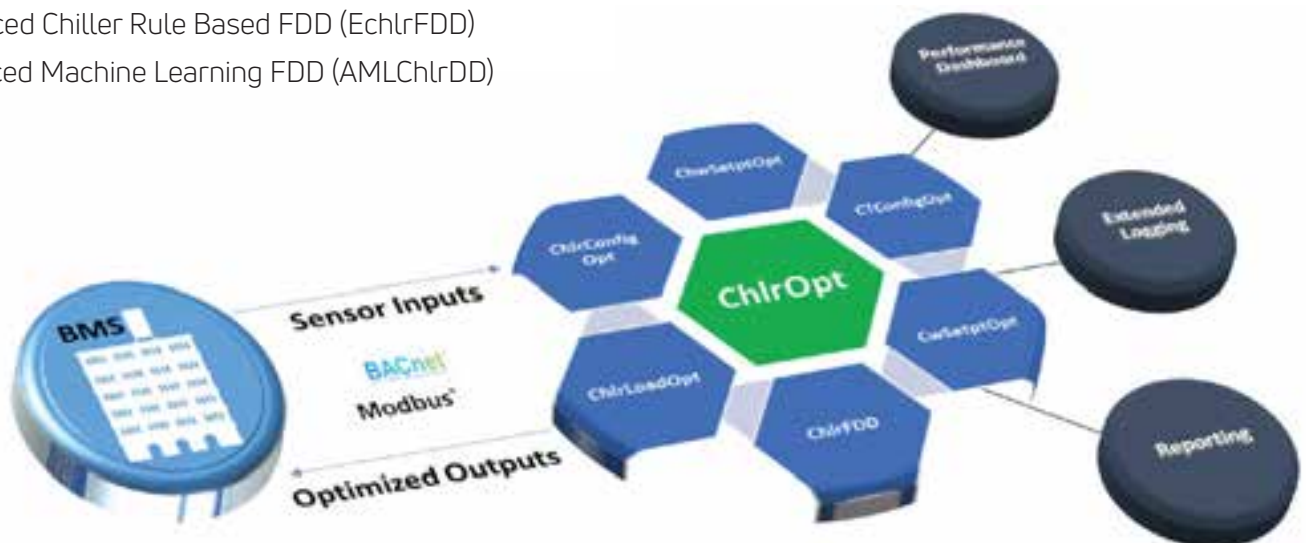 ced Chiller Rule Based FDD (EchlrFDD)
ced Machine Learning FDD (AMLChlrDD)
Performance
Dashboard
ChwSetptOpt
CTConfigOpt
Extended
Logging
ChlrConfig
Opt
ChlrOpt
Sensor Inputs
BMS
BACnet
Modbus®
CwSetptOpt
ChlrLoadOpt
ChlrFDD
Reporting
Optimized Outputs